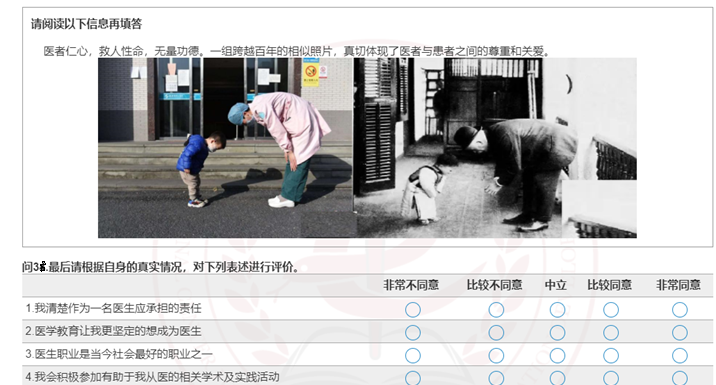 请阅读以下信息再填答
医者仁心，救人性命，无量功德。一组跨越百年的相似照片，真切体现了医者与患者之间的尊重和关爱。
问3 .最后请根据自身的真实情况，对下列表述进行评价。
非常不同意 比较不同意 中立 比较同意 非常同意
1.我清楚作为一名医生应承担的责任
2.医学教育让我更坚定的想成为医生
3.医生职业是当今社会最好的职业之一
4.我会积极参加有助于我从医的相关学术及实践活动